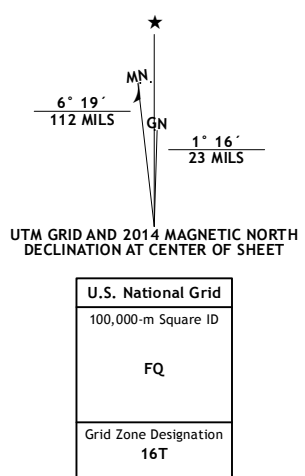 MN.
GN
6° 19´
112 MILS
1° 16´
23 MILS
UTM GRID AND 2014 MAGNETIC NORTH
DECLINATION AT CENTER OF SHEET
U.S. National Grid
100,000-m Square ID
FQ
Grid Zone Designation
16T